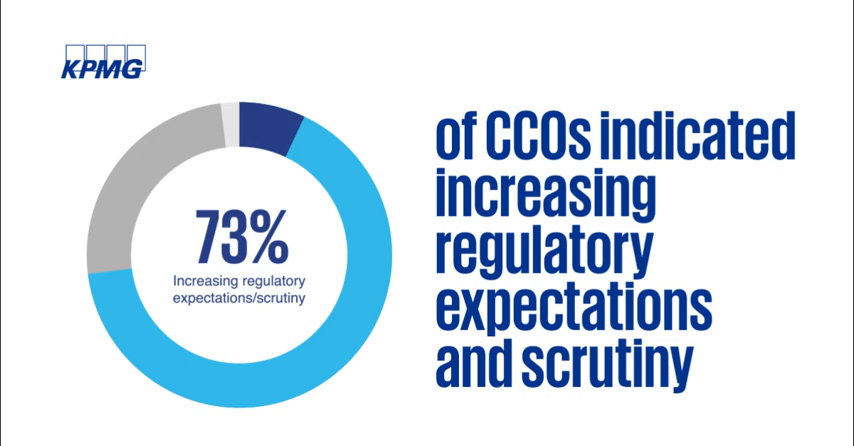 KPMG
73%
Increasing regulatory
expectations/scrutiny
of CCOs indicated
increasing
regulatory
expectations
and scrutiny